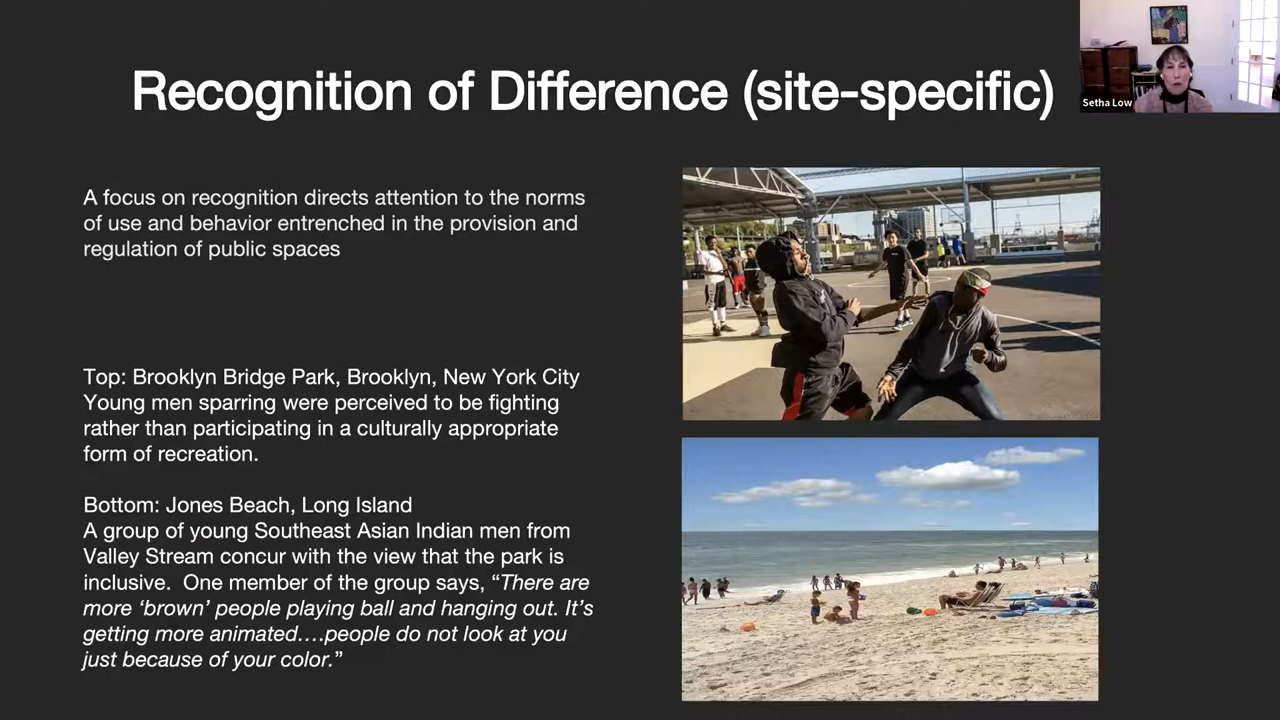 Recognition of Difference (site-specific)
Setha Low
A focus on recognition directs attention to the norms
of use and behavior entrenched in the provision and
regulation of public spaces
Top: Brooklyn Bridge Park, Brooklyn, New York City
Young men sparring were perceived to be fighting
rather than participating in a culturally appropriate
form of recreation.
Bottom: Jones Beach, Long Island
A group of young Southeast Asian Indian men from
Valley Stream concur with the view that the park is
inclusive.  One member of the group says, “There are
more ‘brown’ people playing ball and hanging out. It’s
getting more animated….people do not look at you
just because of your color.”